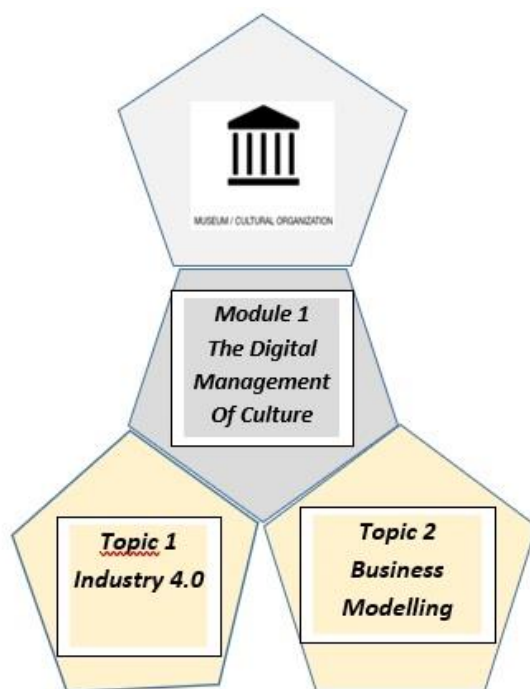 MUSEUM / CULTURAL ORGANIZATION
Module 1
The Digital
Management
Of Culture
Topic 1
Industry 4.0
Topic 2
Business
Modelling